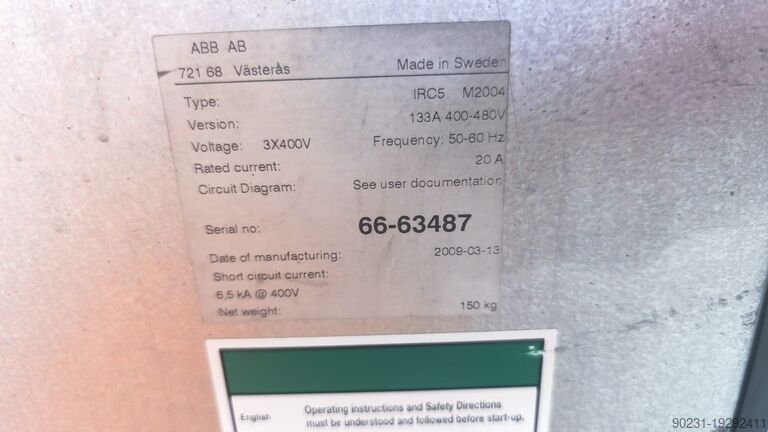 ABB AB
721 68 Västerås Made in Sweden
Type: IRC5 M2004
Version: 133A 400-480V
Voltage: 3X400V Frequency: 50-60 Hz
Rated current: 20 A
Circuit Diagram: See user documentation
Serial no: 66-63487
Date of manufacturing: 2009-03-13
Short circuit current:
6,5 kA @ 400V
Net weight: 150 kg
English Operating instructions and Safety Directions
must be understood and followed before start-up.
90231-19292411